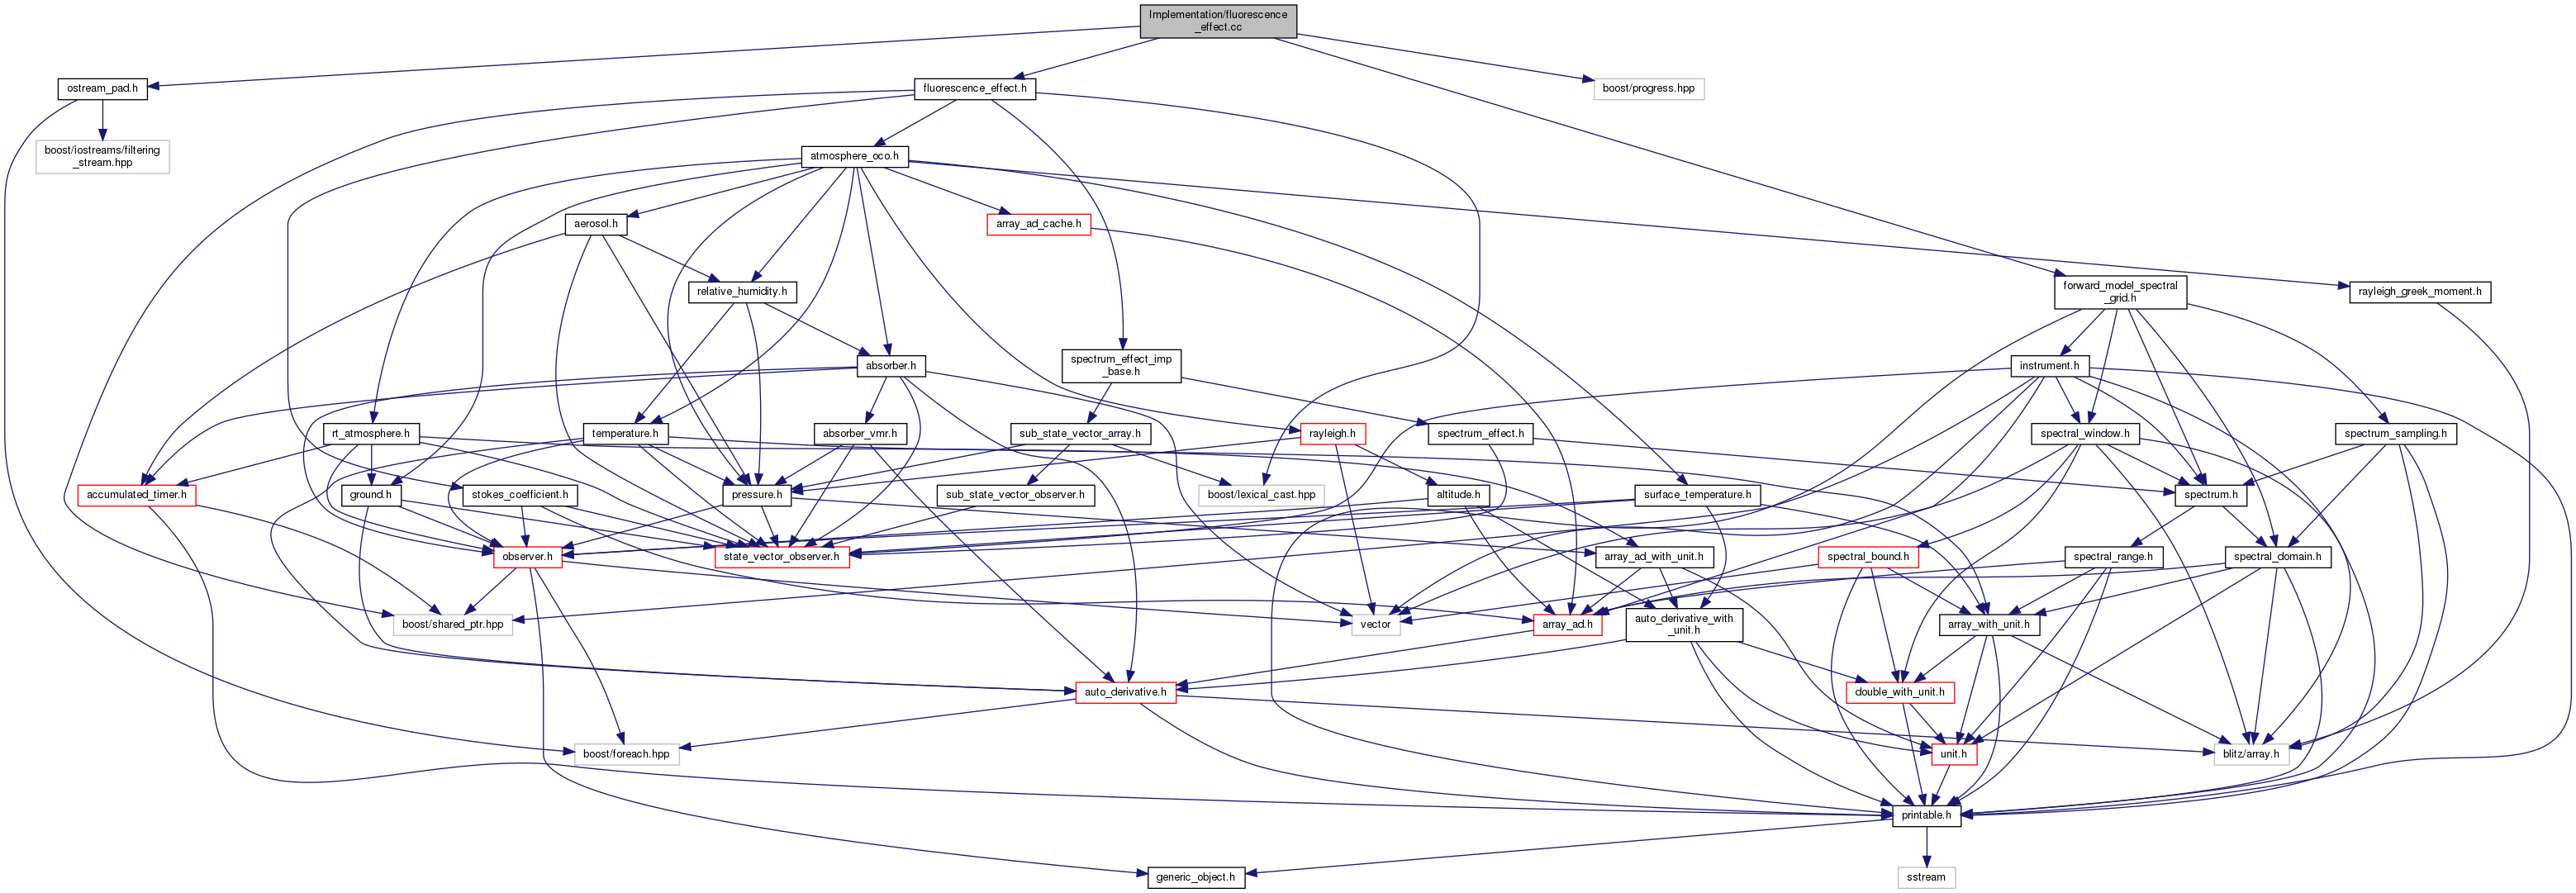 Implementation/fluorescence
_effect.cc
ostream_pad.h
fluorescence_effect.h
boost/progress.hpp
boost/iostreams/filtering
_stream.hpp
atmosphere_oco.h
aerosol.h
array_ad_cache.h
relative_humidity.h
forward_model_spectral
_grid.h
rayleigh_greek_moment.h
absorber.h
spectrum_effect_imp
_base.h
instrument.h
rt_atmosphere.h
temperature.h
absorber_vmr.h
sub_state_vector_array.h
rayleigh.h
spectrum_effect.h
spectral_window.h
spectrum_sampling.h
accumulated_timer.h
ground.h
stokes_coefficient.h
pressure.h
sub_state_vector_observer.h
boost/lexical_cast.hpp
altitude.h
surface_temperature.h
spectrum.h
observer.h
state_vector_observer.h
array_ad_with_unit.h
spectral_bound.h
spectral_range.h
spectral_domain.h
boost/shared_ptr.hpp
vector
array_ad.h
auto_derivative_with
_unit.h
array_with_unit.h
auto_derivative.h
double_with_unit.h
boost/foreach.hpp
unit.h
blitz/array.h
printable.h
generic_object.h
sstream